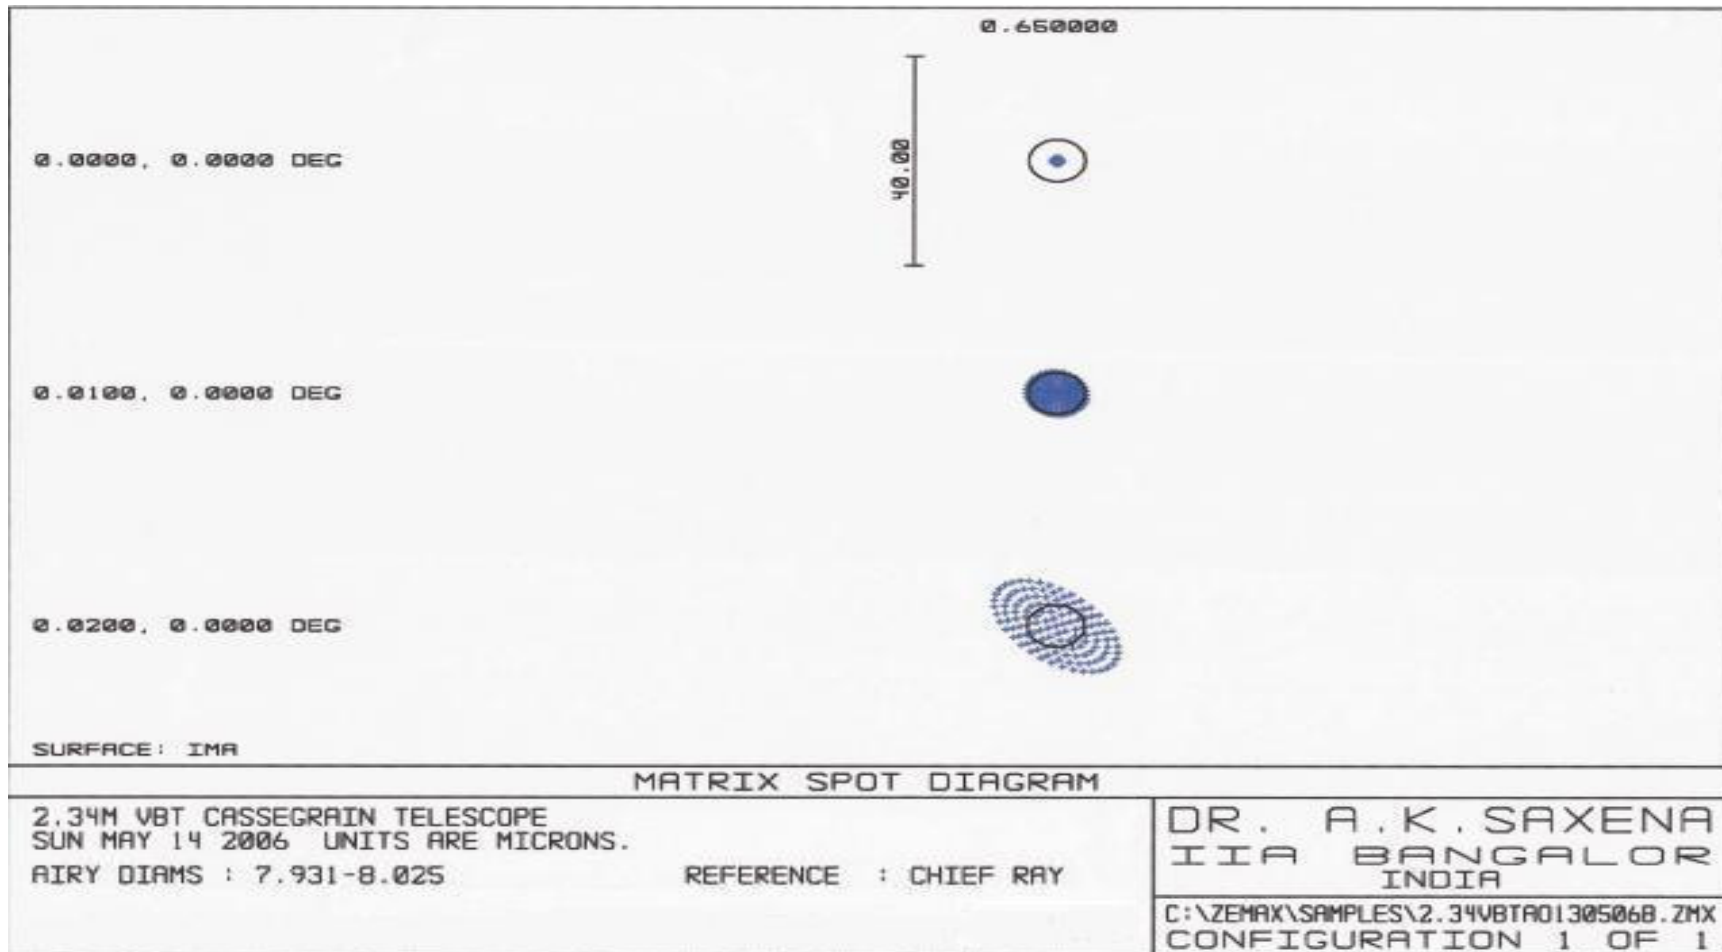 0.650000
40.00
0.0000, 0.0000 DEG
0.0100, 0.0000 DEG
0.0200, 0.0000 DEG
SURFACE: IMA
MATRIX SPOT DIAGRAM
2.34M VBT CASSEGRAIN TELESCOPE
SUN MAY 14 2006 UNITS ARE MICRONS.
AIRY DIAMS : 7.931-8.025 REFERENCE : CHIEF RAY
DR. A.K.SAXENA
IIA BANGALOR
INDIA
C:\ZEMAX\SAMPLES\2.34VBTAO130506B.ZMX
CONFIGURATION 1 OF 1